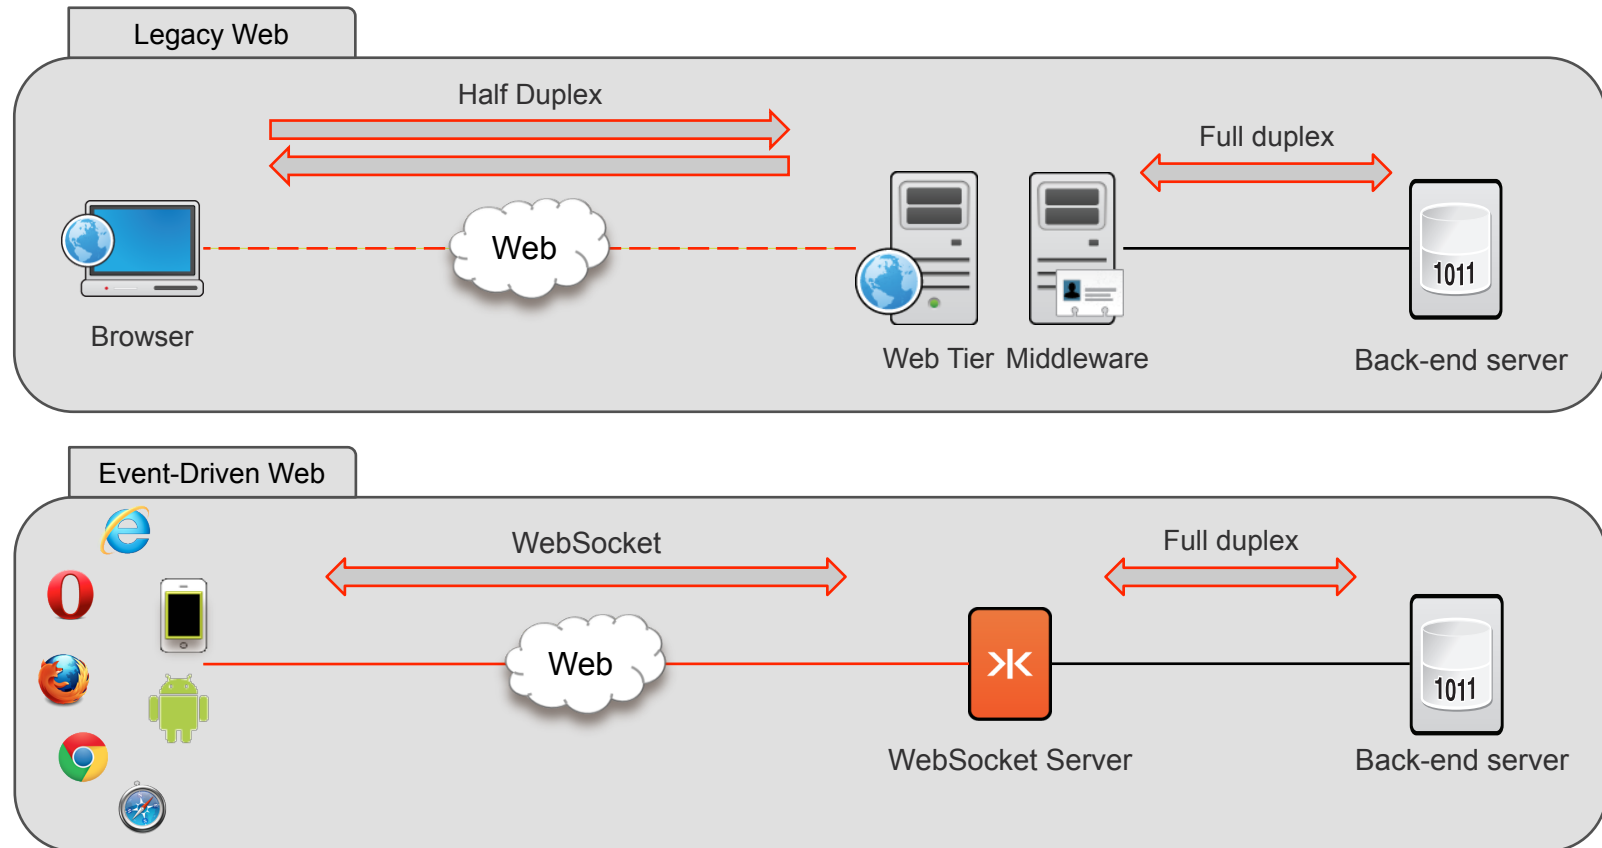 Legacy Web
Half Duplex
Full duplex
Web
1011
Browser
Web Tier
Middleware
Back-end server
Event-Driven Web
WebSocket
Full duplex
Web
1011
WebSocket Server
Back-end server